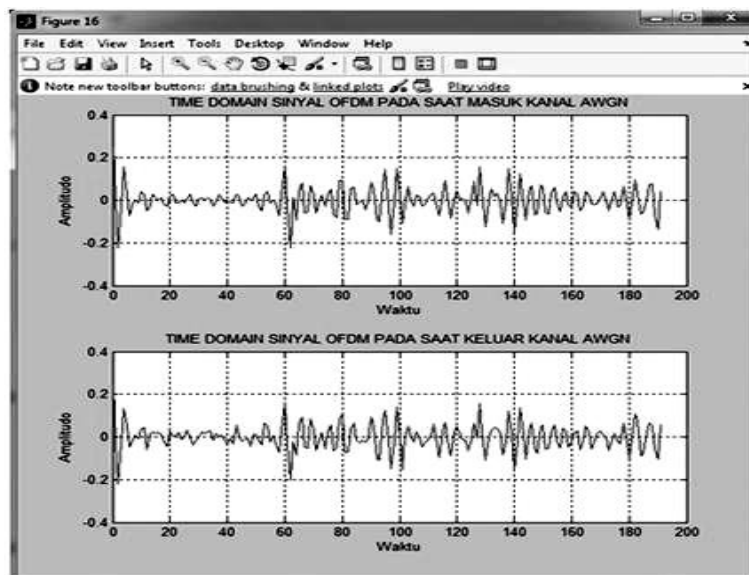 Figure 16
File Edit View Insert Tools Desktop Window Help
Note new toolbar buttons: data brushing & linked plots Play video
TIME DOMAIN SINYAL OFDM PADA SAAT MASUK KANAL AWGN
0.4
0.2
0
-0.2
-0.4
Amplitudo
0 20 40 60 80 100 120 140 160 180 200
Waktu
TIME DOMAIN SINYAL OFDM PADA SAAT KELUAR KANAL AWGN
0.4
0.2
0
-0.2
-0.4
Amplitudo
0 20 40 60 80 100 120 140 160 180 200
Waktu